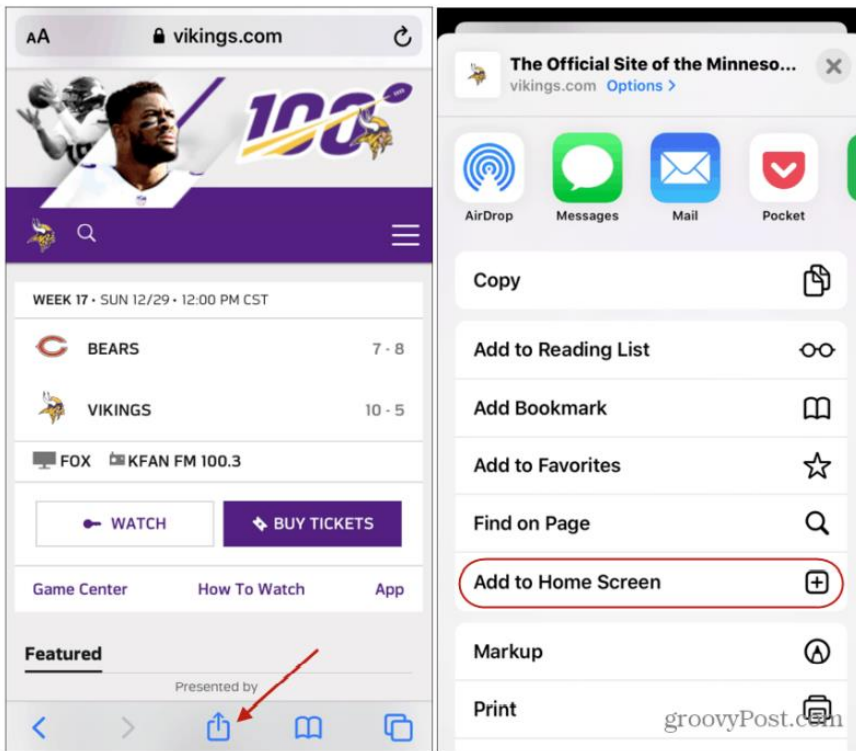 AA vikings.com
100
WEEK 17 • SUN 12/29 • 12:00 PM CST
BEARS 7 - 8
VIKINGS 10 - 5
FOX KFAN FM 100.3
WATCH BUY TICKETS
Game Center How To Watch App
Featured
Presented by
The Official Site of the Minneso...
vikings.com Options >
AirDrop Messages Mail Pocket
Copy
Add to Reading List
Add Bookmark
Add to Favorites
Find on Page
Add to Home Screen
Markup
Print
groovyPost.com